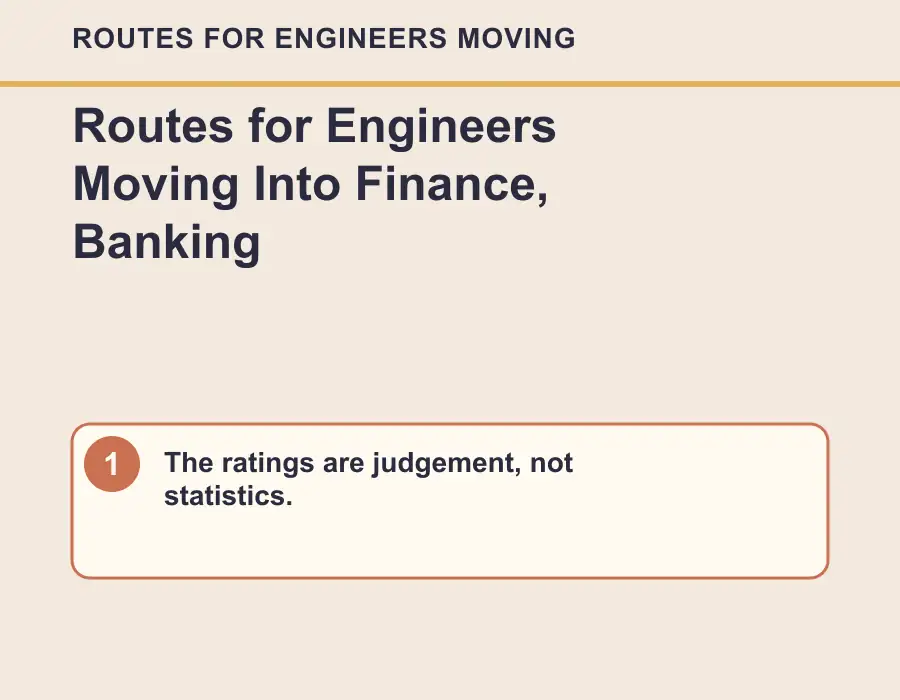 ROUTES FOR ENGINEERS MOVING
Routes for Engineers
Moving Into Finance,
Banking
1
The ratings are judgement, not
statistics.